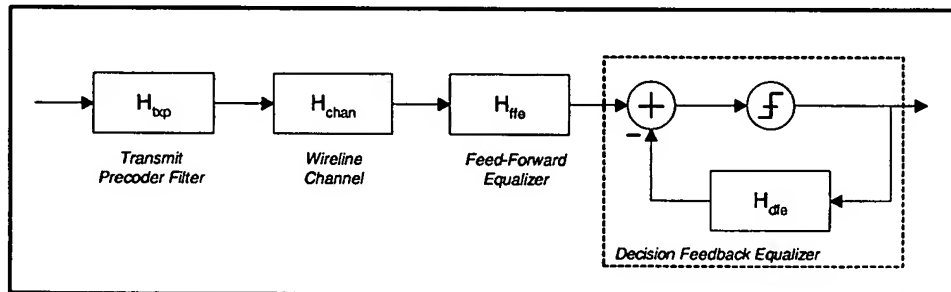 H_txp
H_chan
H_ffe
+
−
H_dfe
Transmit
Precoder Filter
Wireline
Channel
Feed-Forward
Equalizer
Decision Feedback Equalizer